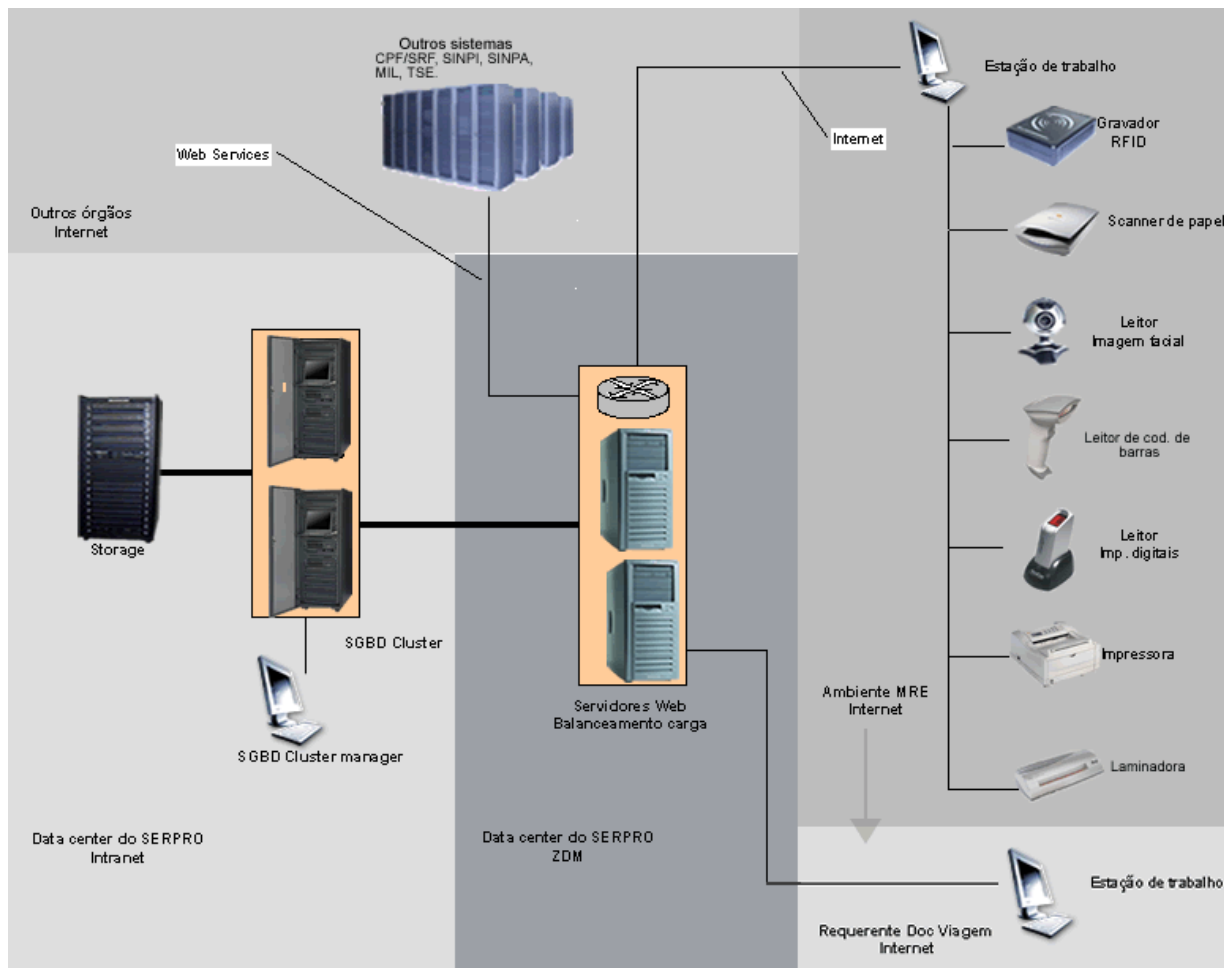 Outros sistemas
CPF/SRF, SINPI, SINPA,
MIL, TSE.
Estação de trabalho
Gravador
RFID
Internet
Web Services
Outros órgãos
Internet
Scanner de papel
Leitor
Imagem facial
Leitor de cod. de
barras
Storage
Leitor
Imp. digitais
SGBD Cluster
Impressora
Servidores Web
Balanceamento carga
Ambiente MRE
Internet
SGBD Cluster manager
Laminadora
Data center do SERPRO
Intranet
Data center do SERPRO
ZDM
Estação de trabalho
Requerente Doc Viagem
Internet